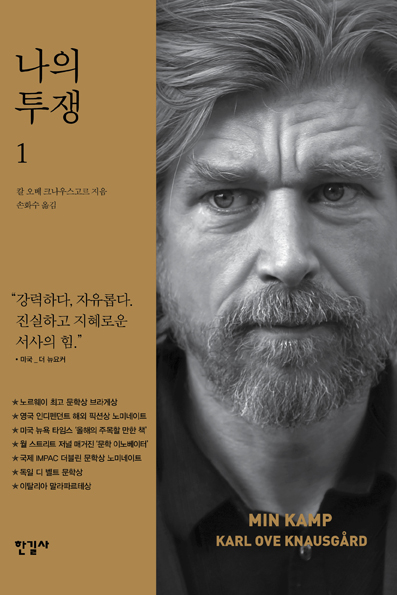 나의
투쟁
1
칼 오베 크나우스고르 지음
손화수 옮김
“강력하다, 자유롭다.
진실하고 지혜로운
서사의 힘.”
• 미국 _ 더 뉴요커
★노르웨이 최고 문학상 브라게상
★영국 인디펜던트 해외 픽션상 노미네이트
★미국 뉴욕 타임스 '올해의 주목할 만한 책'
★월 스트리트 저널 매거진 '문학 이노베이터'
★국제 IMPAC 더블린 문학상 노미네이트
★독일 디 벨트 문학상
★이탈리아 말라파르테상
MIN KAMP
KARL OVE KNAUSGÅRD
한길사